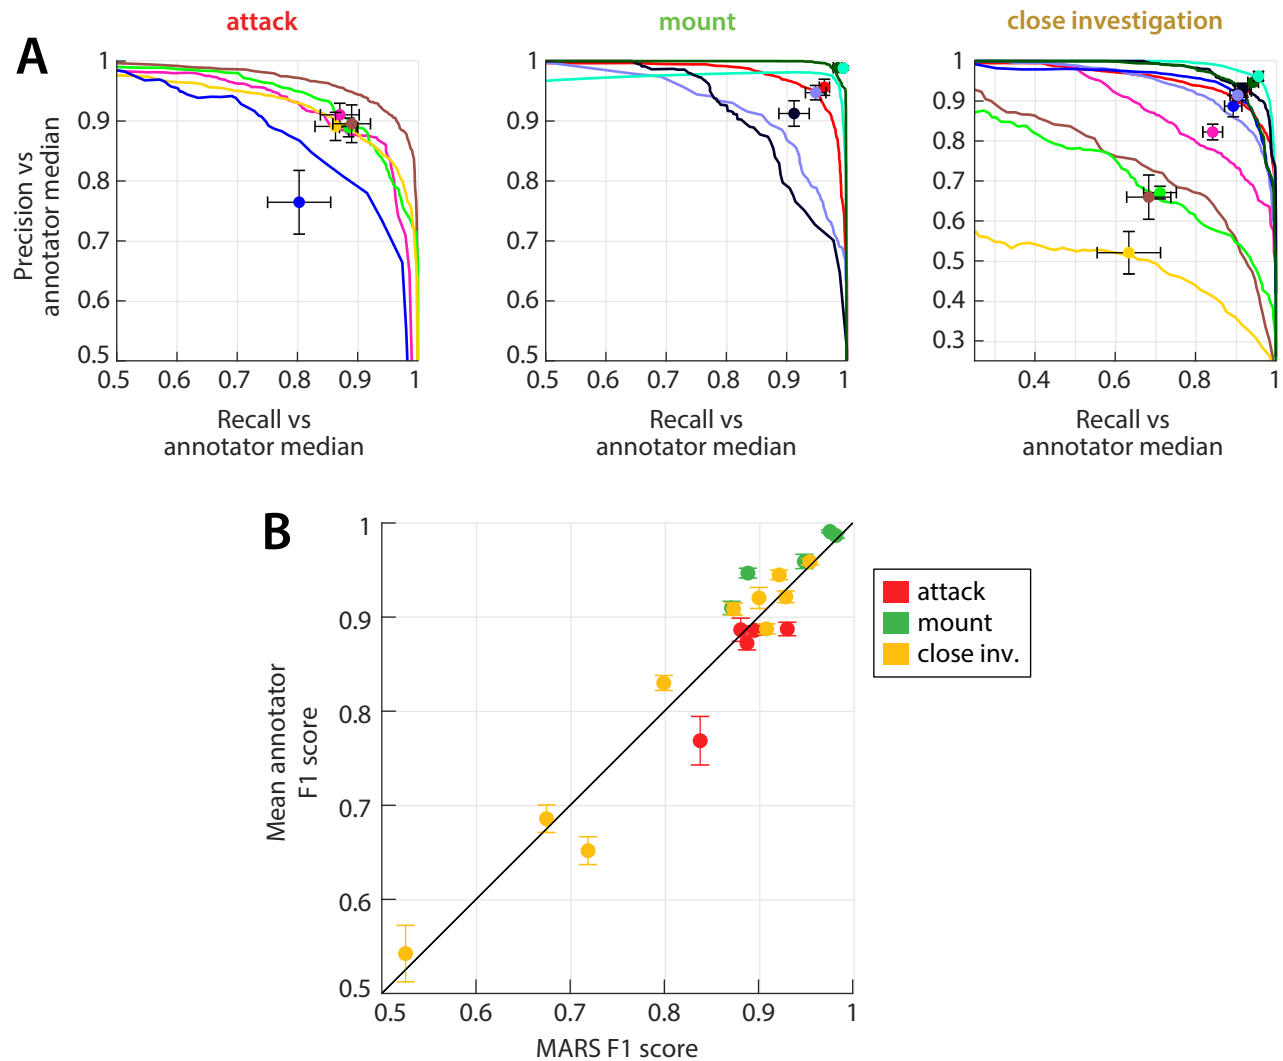 A
attack
mount
close investigation
Precision vs
annotator median
1
0.9
0.8
0.7
0.6
0.5
0.5 0.6 0.7 0.8 0.9 1
Recall vs
annotator median
1
0.9
0.8
0.7
0.6
0.5
0.5 0.6 0.7 0.8 0.9 1
Recall vs
annotator median
1
0.9
0.8
0.7
0.6
0.5
0.4
0.3
0.4 0.6 0.8 1
Recall vs
annotator median
B
Mean annotator
F1 score
1
0.9
0.8
0.7
0.6
0.5
0.5 0.6 0.7 0.8 0.9 1
MARS F1 score
attack
mount
close inv.